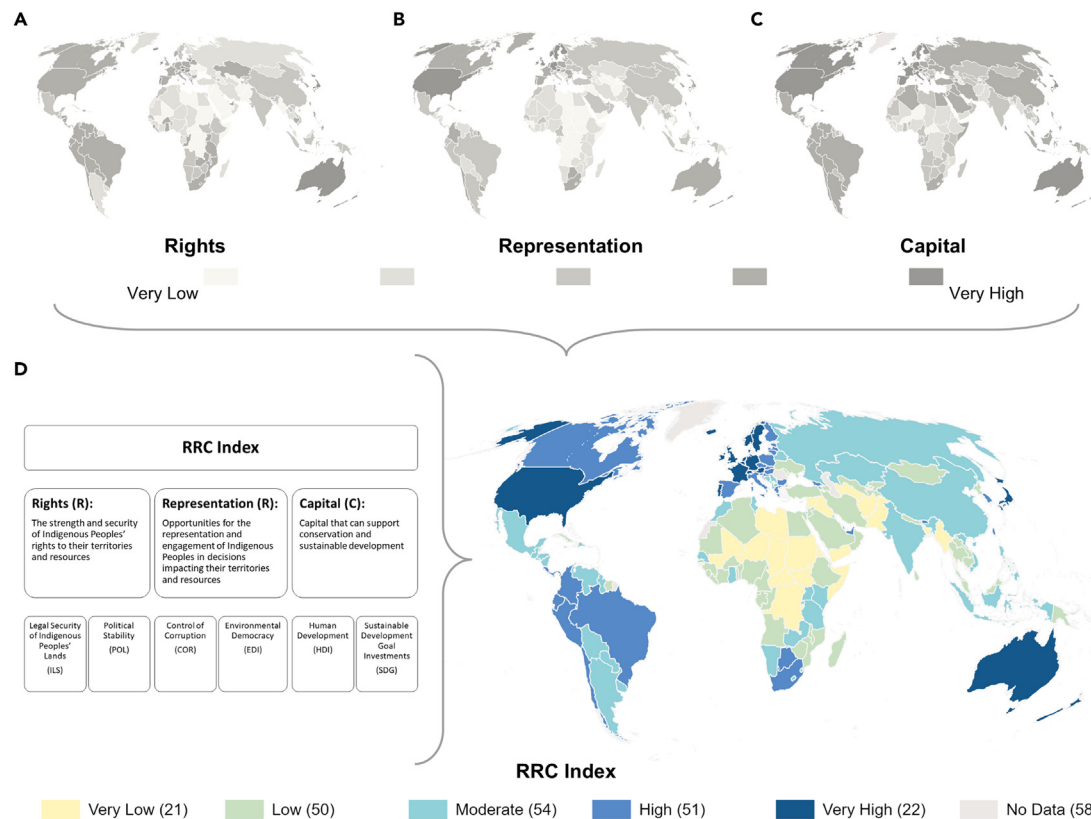 A
B
C
Rights
Representation
Capital
Very Low
Very High
D
RRC Index
Rights (R):
The strength and security
of Indigenous Peoples'
rights to their territories
and resources
Representation (R):
Opportunities for the
representation and
engagement of Indigenous
Peoples in decisions
impacting their territories
and resources
Capital (C):
Capital that can support
conservation and
sustainable development
Legal Security
of Indigenous
Peoples'
Lands
(ILS)
Political
Stability
(POL)
Control of
Corruption
(COR)
Environmental
Democracy
(EDI)
Human
Development
(HDI)
Sustainable
Development
Goal
Investments
(SDG)
RRC Index
Very Low (21)
Low (50)
Moderate (54)
High (51)
Very High (22)
No Data (58